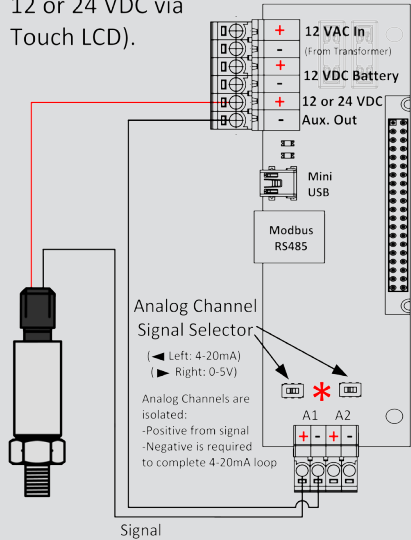 12 or 24 VDC via
Touch LCD).
+ 12 VAC In
- (From Transformer)
+ 12 VDC Battery
-
+ 12 or 24 VDC
- Aux. Out
Mini
USB
Modbus
RS485
Analog Channel
Signal Selector
(◄ Left: 4-20mA)
(► Right: 0-5V)
*
Analog Channels are
isolated:
-Positive from signal
-Negative is required
to complete 4-20mA loop
A1 A2
+ - + -
Signal